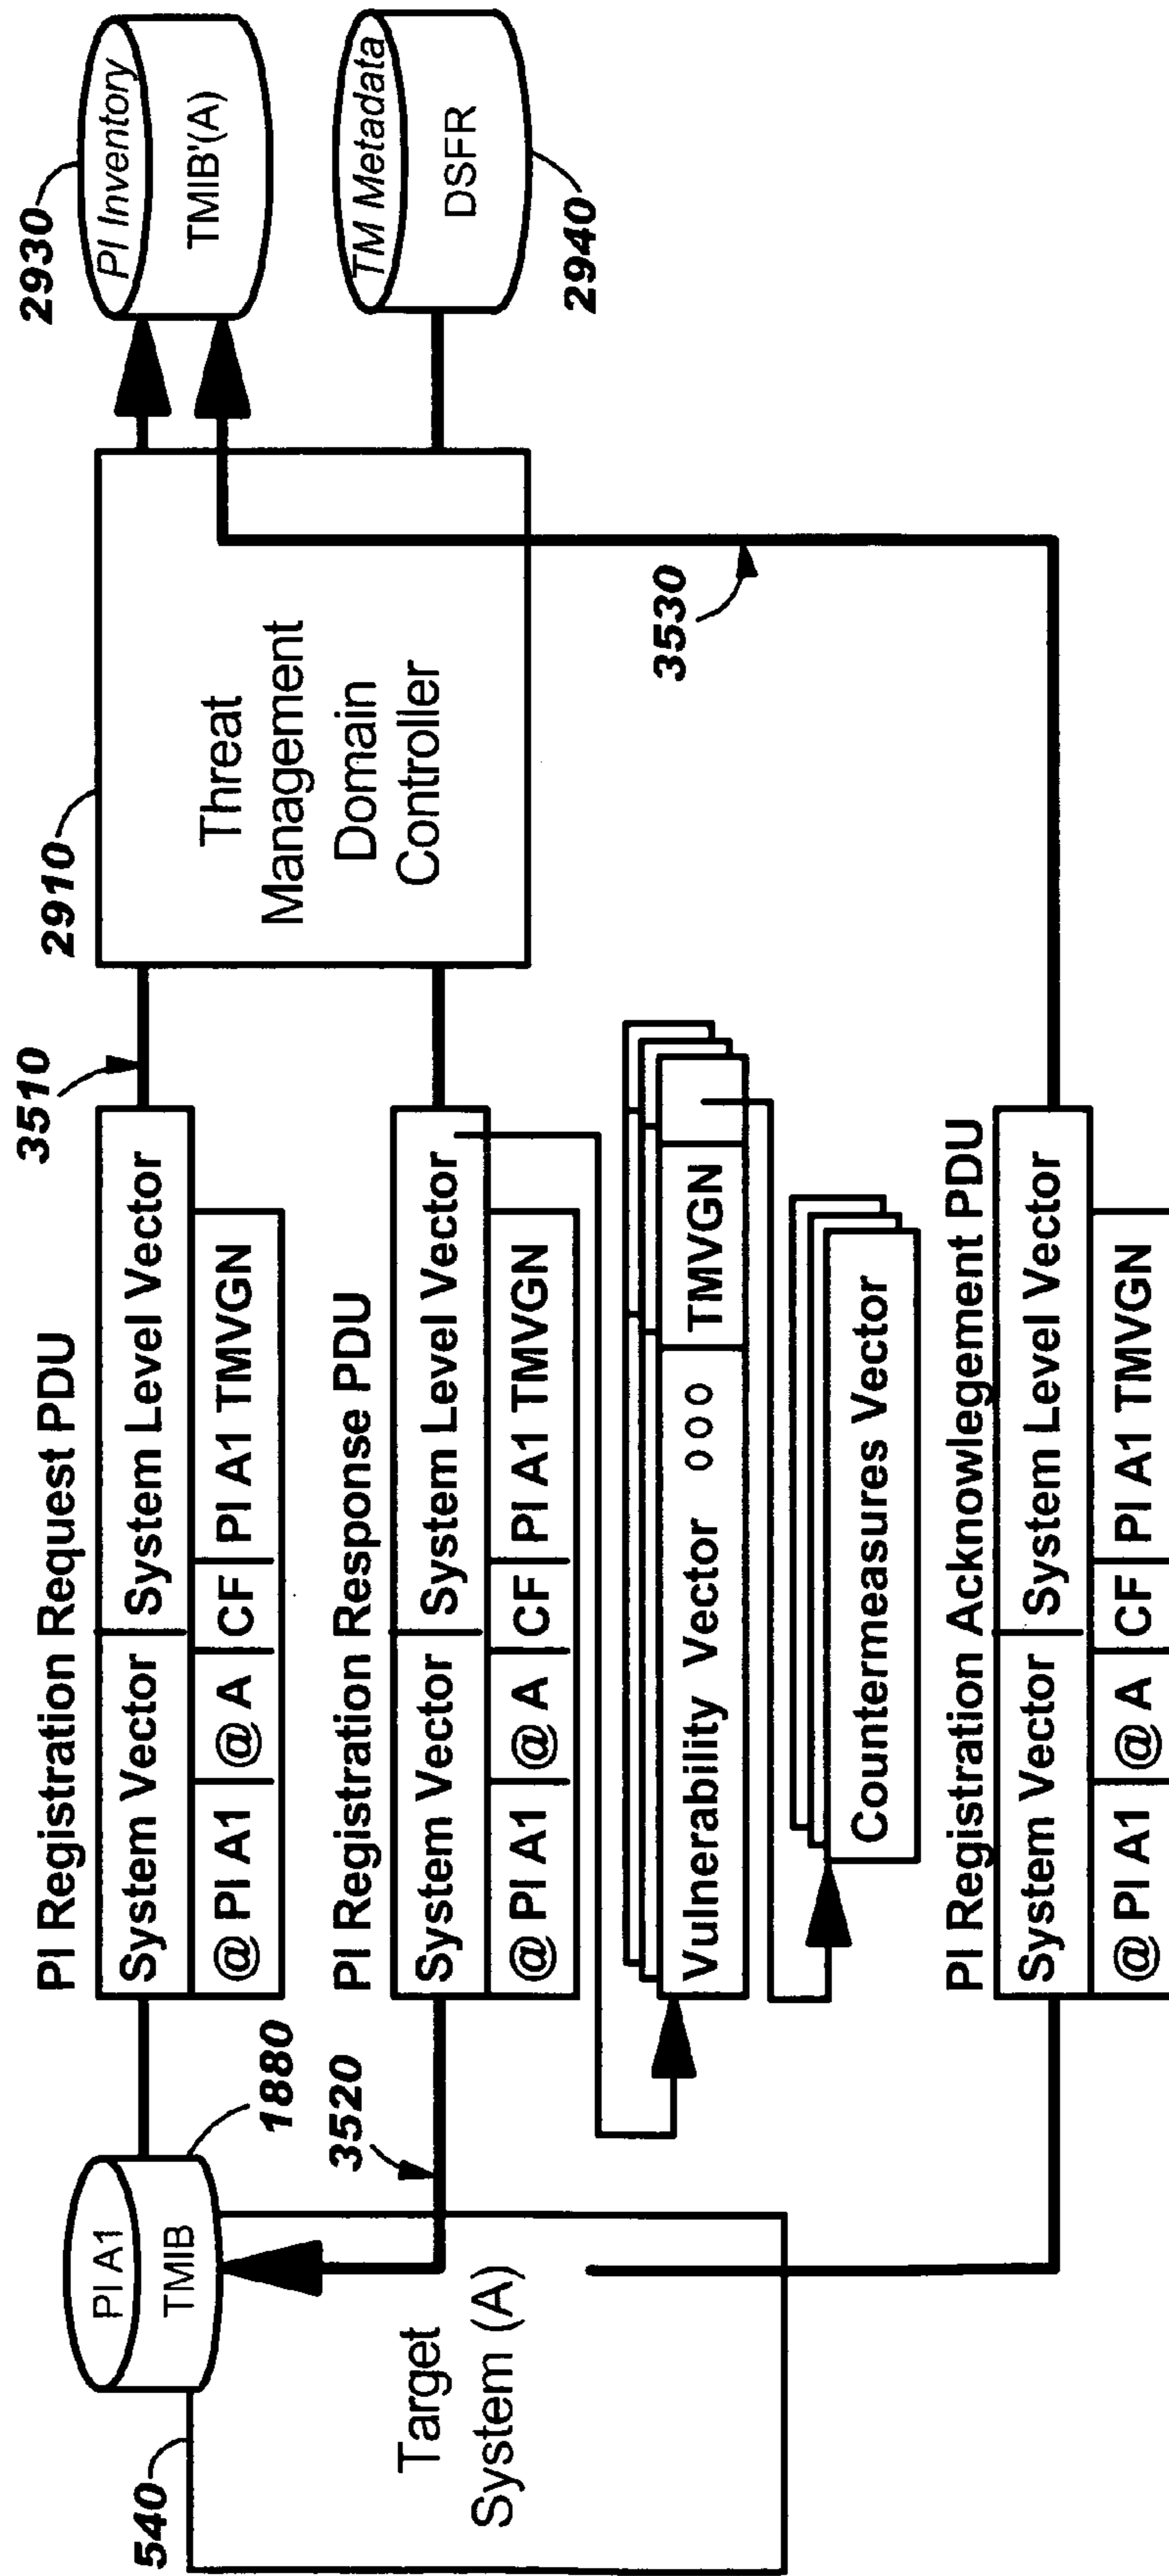 540
PI A1
TMIB
1880
Target
System (A)
3520
PI Registration Request PDU
System Vector
System Level Vector
@ PI A1
@ A
CF
PI A1 TMVGN
3510
PI Registration Response PDU
System Vector
System Level Vector
@ PI A1
@ A
CF
PI A1 TMVGN
Vulnerability Vector
o o o
TMVGN
Countermeasures Vector
PI Registration Acknowlegement PDU
System Vector
System Level Vector
@ PI A1
@ A
CF
PI A1 TMVGN
3530
2910
Threat
Management
Domain
Controller
2930
PI Inventory
TMIB'(A)
TM Metadata
DSFR
2940